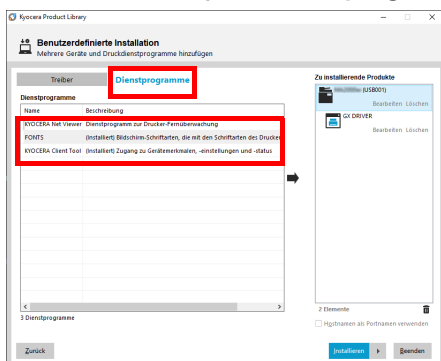 Kyocera Product Library
Benutzerdefinierte Installation
Mehrere Geräte und Druckdienstprogramme hinzufügen
Treiber
Dienstprogramme
Dienstprogramme
Name Beschreibung
KYOCERA Net Viewer Dienstprogramm zur Drucker-Fernüberwachung
FONTS (Installiert) Bildschirm-Schriftarten, die mit den Schriftarten des Drucker
KYOCERA Client Tool (Installiert) Zugang zu Gerätemerkmalen, -einstellungen und -status
3 Dienstprogramme
Zu installierende Produkte
(USB001)
Bearbeiten Löschen
GX DRIVER
Bearbeiten Löschen
2 Elemente
Hostnamen als Portnamen verwenden
Zurück
Installieren
Beenden